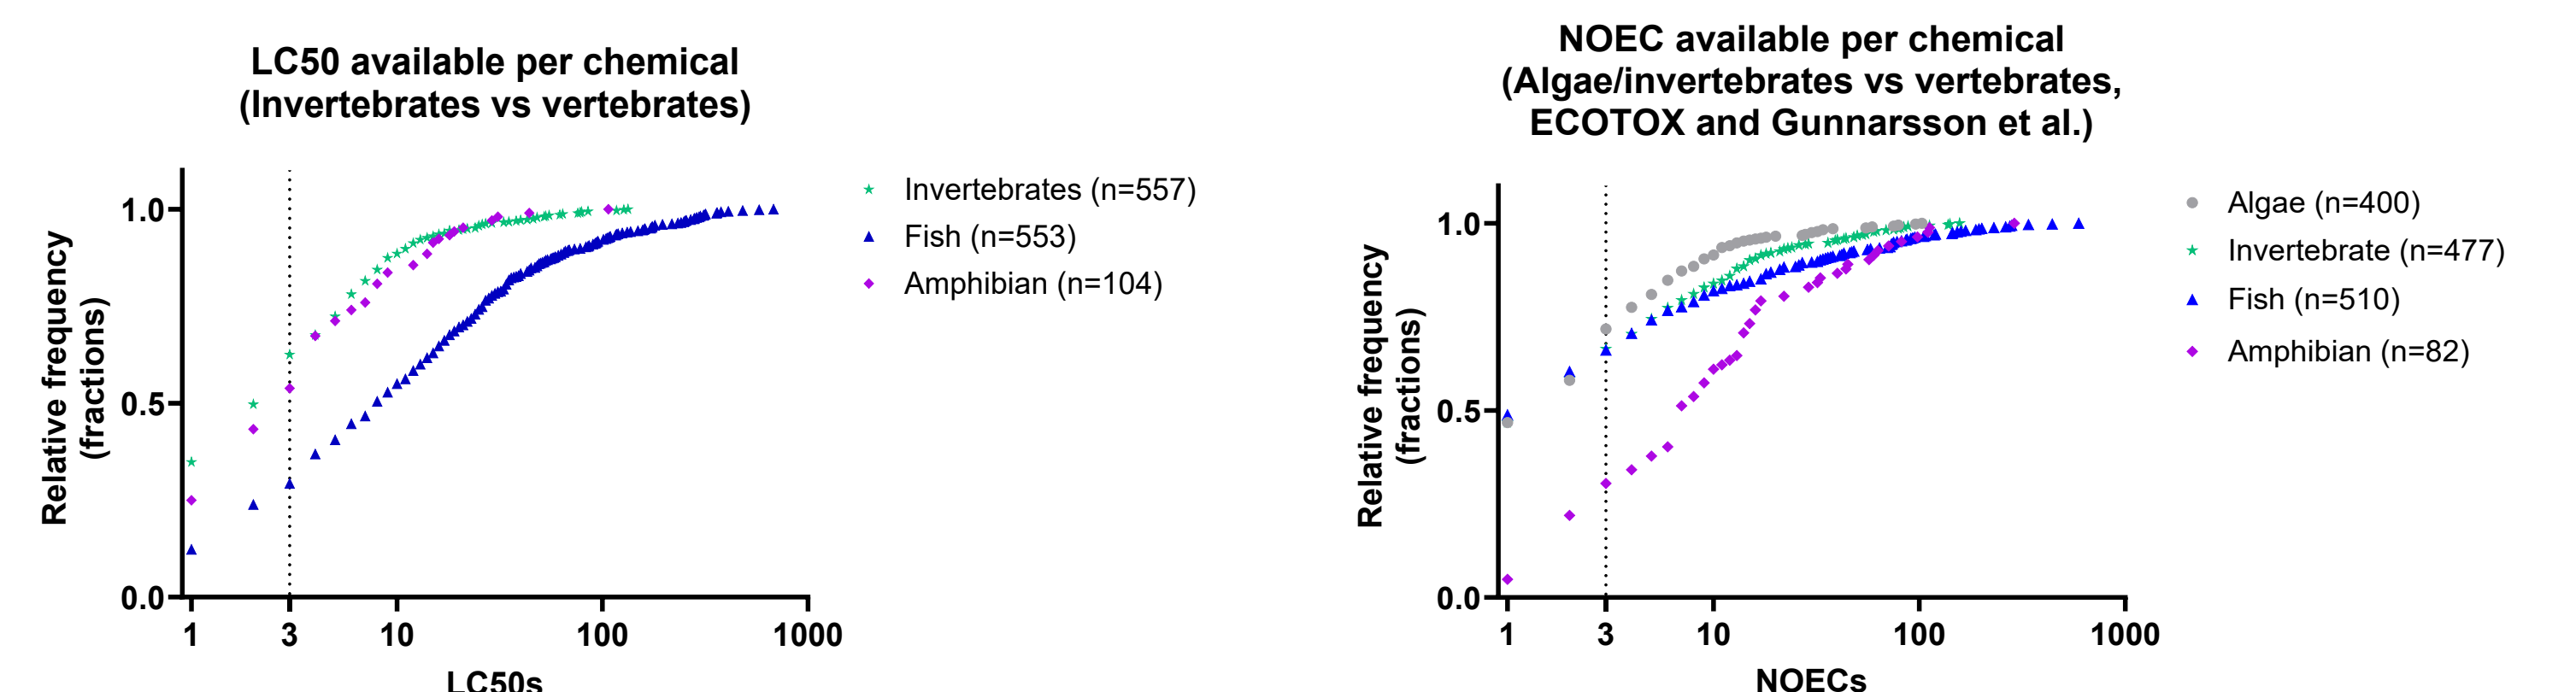 LC50 available per chemical
(Invertebrates vs vertebrates)
Relative frequency
(fractions)
1.0
0.5
0.0
1
3
10
100
1000
LC50s
Invertebrates (n=557)
Fish (n=553)
Amphibian (n=104)
NOEC available per chemical
(Algae/invertebrates vs vertebrates,
ECOTOX and Gunnarsson et al.)
Relative frequency
(fractions)
1.0
0.5
0.0
1
3
10
100
1000
NOECs
Algae (n=400)
Invertebrate (n=477)
Fish (n=510)
Amphibian (n=82)